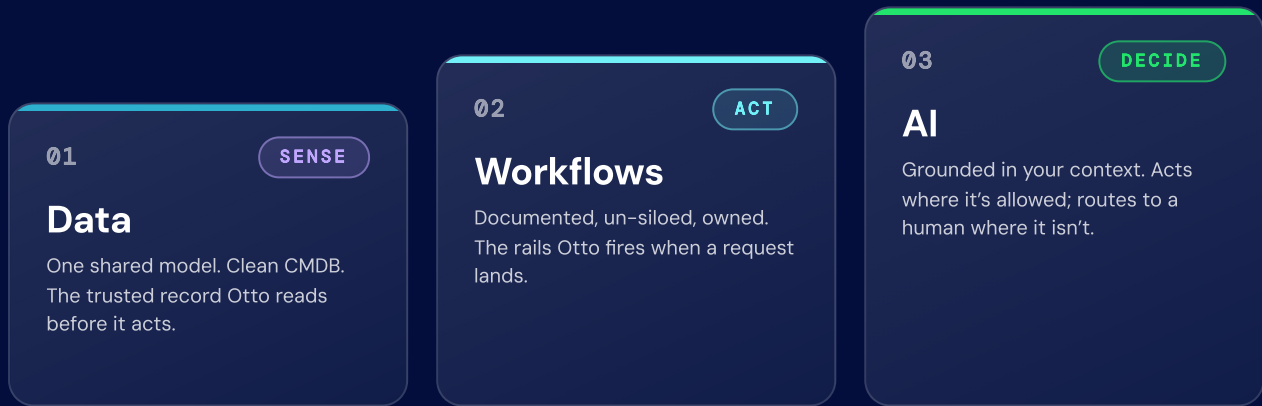 01
SENSE
Data
One shared model. Clean CMDB.
The trusted record Otto reads
before it acts.
02
ACT
Workflows
Documented, un-siloed, owned.
The rails Otto fires when a request
lands.
03
DECIDE
AI
Grounded in your context. Acts
where it’s allowed; routes to a
human where it isn’t.